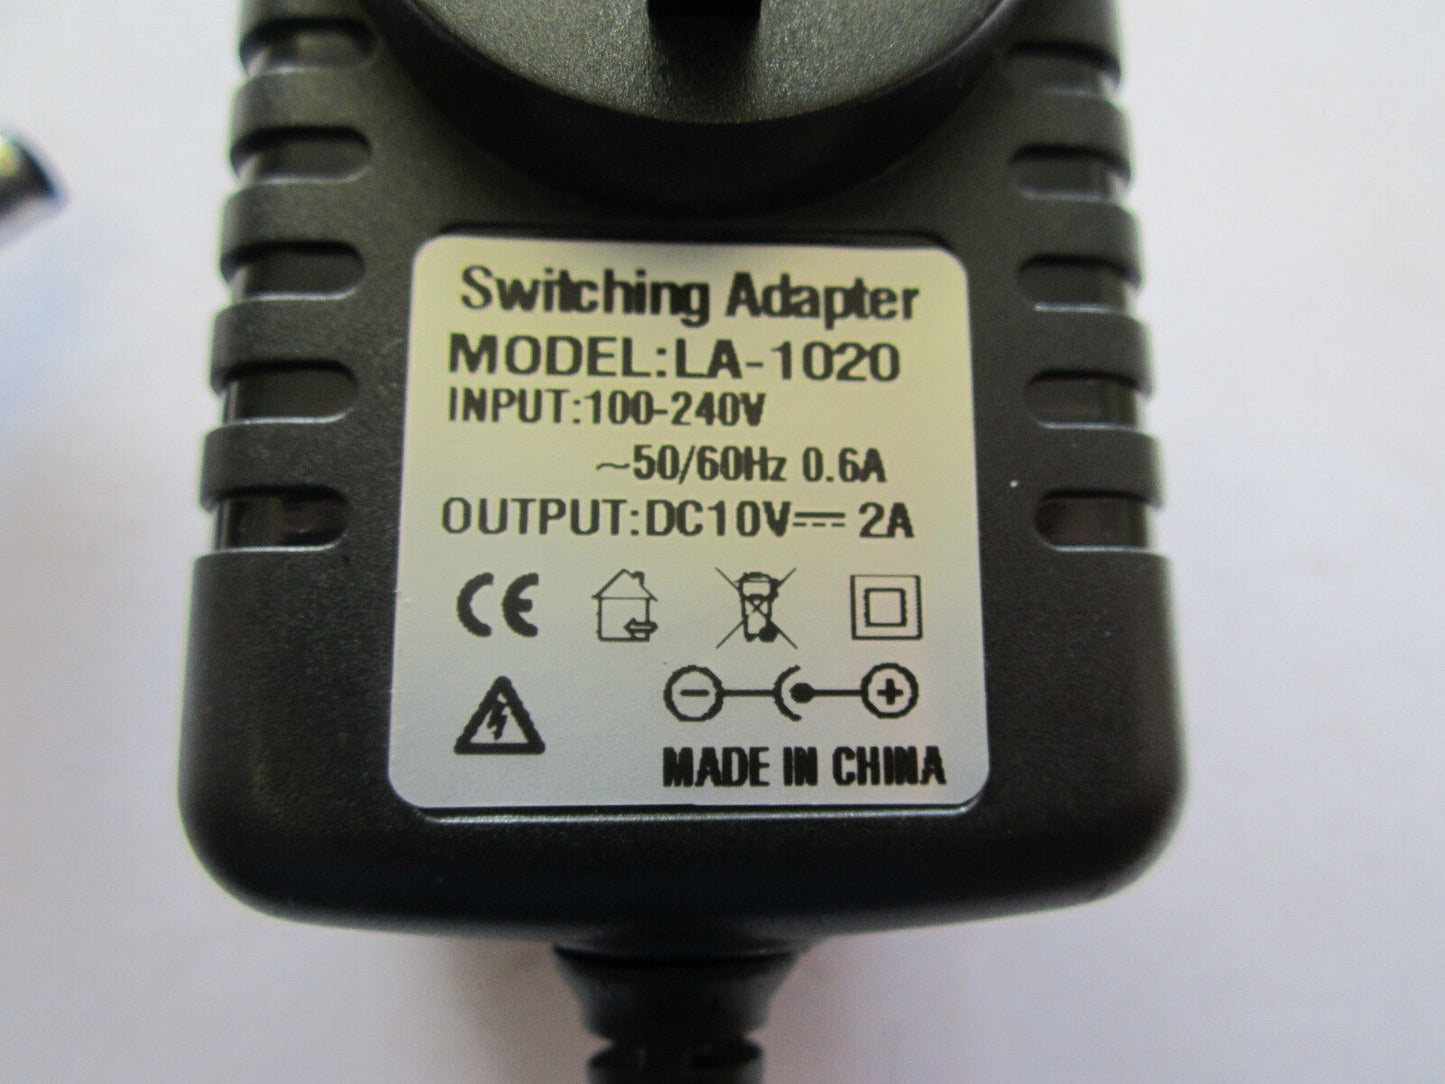 Switching Adapter
MODEL:LA-1020
INPUT:100-240V
~50/60Hz 0.6A
OUTPUT:DC10V⎓ 2A
CE
MADE IN CHINA